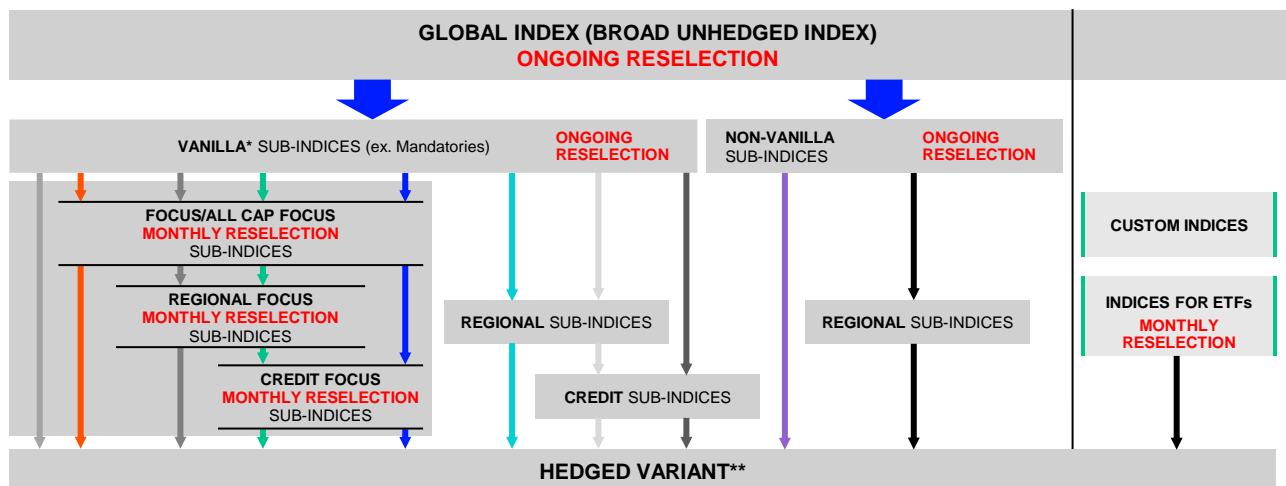 GLOBAL INDEX (BROAD UNHEDGED INDEX)
ONGOING RESELECTION
VANILLA* SUB-INDICES (ex. Mandatories)
ONGOING
RESELECTION
NON-VANILLA
SUB-INDICES
ONGOING
RESELECTION
FOCUS/ALL CAP FOCUS
MONTHLY RESELECTION
SUB-INDICES
REGIONAL FOCUS
MONTHLY RESELECTION
SUB-INDICES
CREDIT FOCUS
MONTHLY RESELECTION
SUB-INDICES
REGIONAL SUB-INDICES
CREDIT SUB-INDICES
REGIONAL SUB-INDICES
CUSTOM INDICES
INDICES FOR ETFs
MONTHLY
RESELECTION
HEDGED VARIANT**